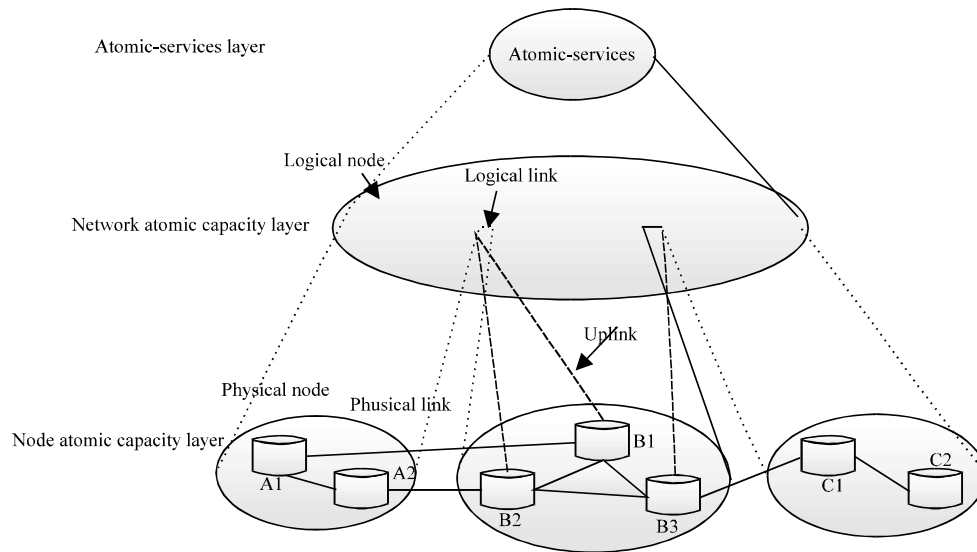 Atomic-services layer
Atomic-services
Logical node
Logical link
Network atomic capacity layer
Uplink
Physical node
Phusical link
Node atomic capacity layer
B1
A1
A2
B2
B3
C1
C2